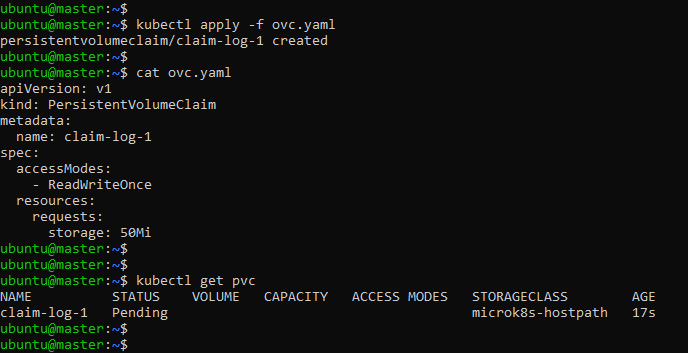 ubuntu@master:~$
ubuntu@master:~$ kubectl apply -f ovc.yaml
persistentvolumeclaim/claim-log-1 created
ubuntu@master:~$
ubuntu@master:~$ cat ovc.yaml
apiVersion: v1
kind: PersistentVolumeClaim
metadata:
  name: claim-log-1
spec:
  accessModes:
    - ReadWriteOnce
  resources:
    requests:
      storage: 50Mi
ubuntu@master:~$
ubuntu@master:~$
ubuntu@master:~$ kubectl get pvc
NAME          STATUS    VOLUME   CAPACITY   ACCESS MODES   STORAGECLASS        AGE
claim-log-1   Pending                                      microk8s-hostpath   17s
ubuntu@master:~$
ubuntu@master:~$